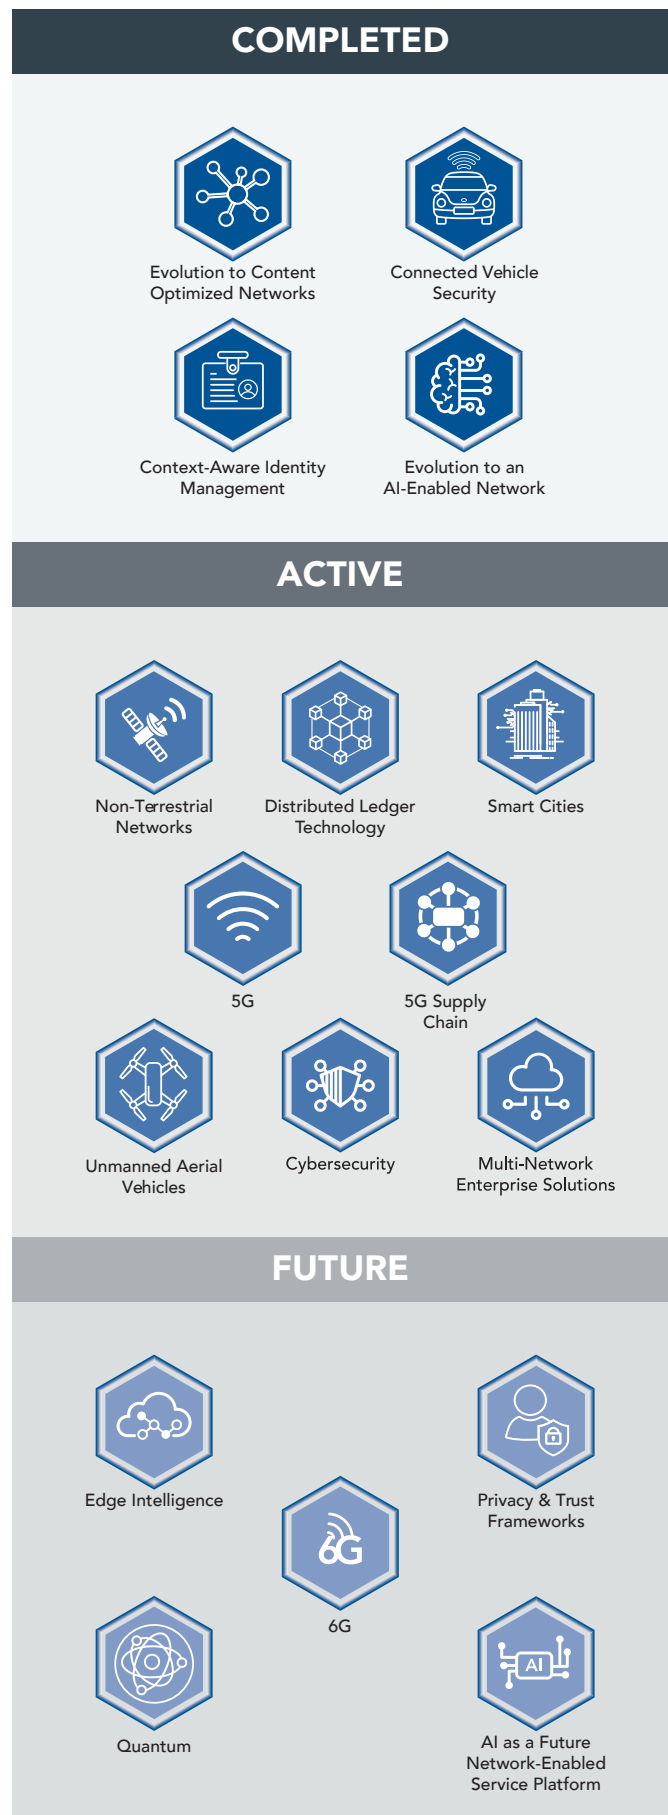 COMPLETED
Evolution to Content
Optimized Networks
Connected Vehicle
Security
Context-Aware Identity
Management
Evolution to an
AI-Enabled Network
ACTIVE
Non-Terrestrial
Networks
Distributed Ledger
Technology
Smart Cities
5G
5G Supply
Chain
Unmanned Aerial
Vehicles
Cybersecurity
Multi-Network
Enterprise Solutions
FUTURE
Edge Intelligence
Privacy & Trust
Frameworks
6G
6G
Quantum
AI
AI as a Future
Network-Enabled
Service Platform